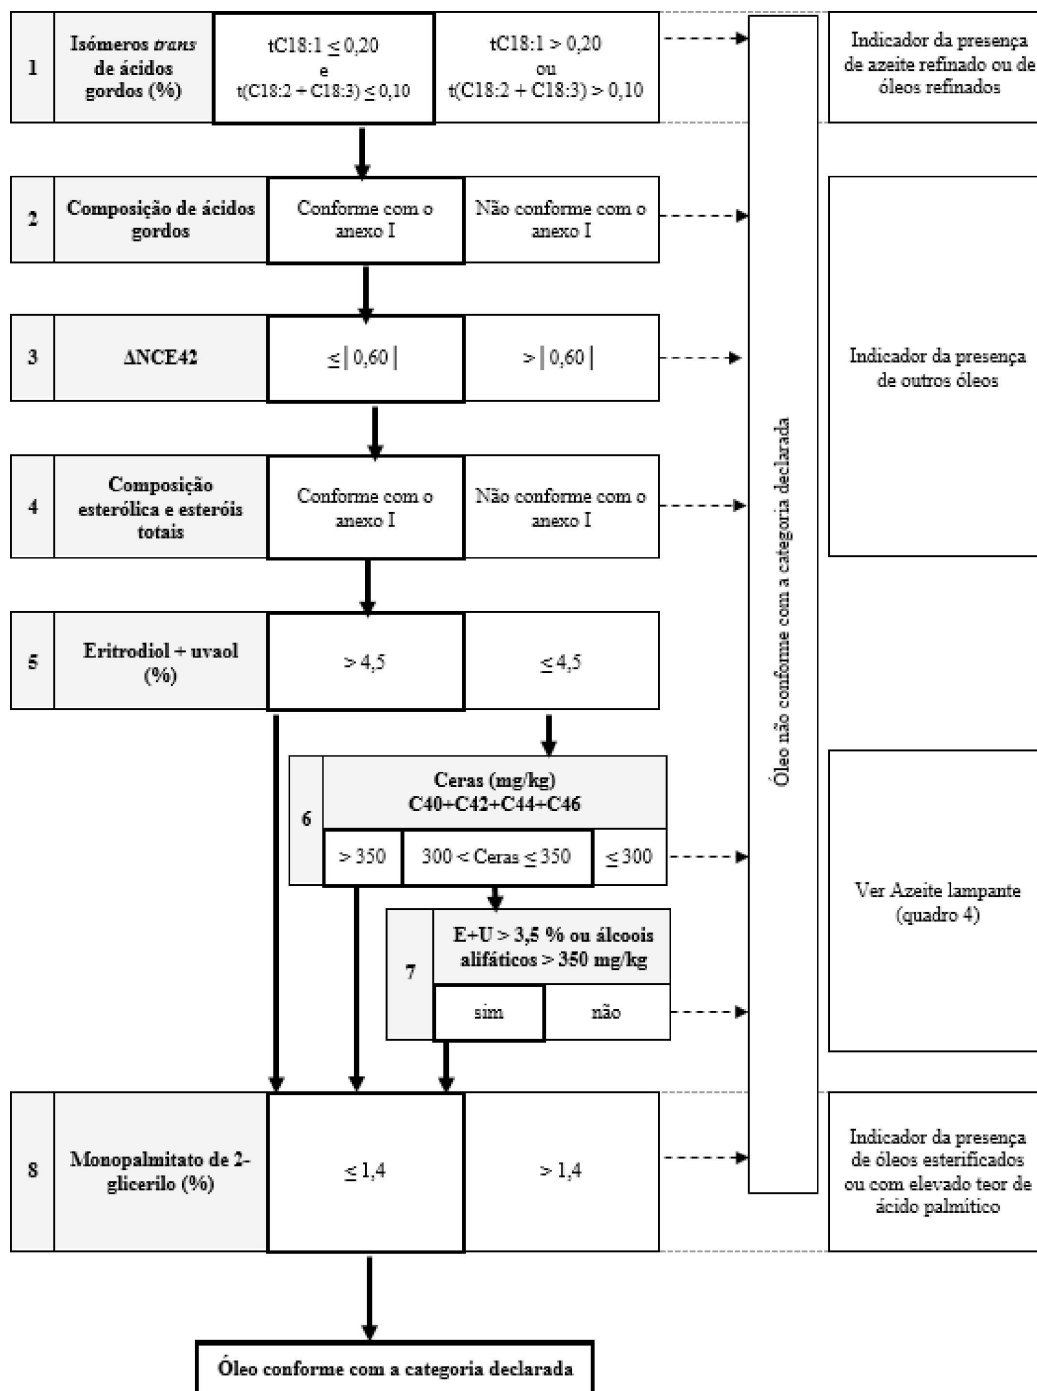 1
Isómeros trans
de ácidos
gordos (%)
tC18:1 ≤ 0,20
e
t(C18:2 + C18:3) ≤ 0,10
tC18:1 > 0,20
ou
t(C18:2 + C18:3) > 0,10
Indicador da presença
de azeite refinado ou de
óleos refinados
2
Composição de ácidos
gordos
Conforme com o
anexo I
Não conforme com o
anexo I
3
ΔNCE42
≤│0,60│
>│0,60│
Indicador da presença
de outros óleos
4
Composição
esterólica e esteróis
totais
Conforme com o
anexo I
Não conforme com o
anexo I
Óleo não conforme com a categoria declarada
5
Eritrodiol + uvaol
(%)
> 4,5
≤ 4,5
6
Ceras (mg/kg)
C40+C42+C44+C46
> 350
300 < Ceras ≤ 350
≤ 300
Ver Azeite lampante
(quadro 4)
7
E+U > 3,5 % ou álcoois
alifáticos > 350 mg/kg
sim
não
8
Monopalmitato de 2-
glicerilo (%)
≤ 1,4
> 1,4
Indicador da presença
de óleos esterificados
ou com elevado teor de
ácido palmítico
Óleo conforme com a categoria declarada